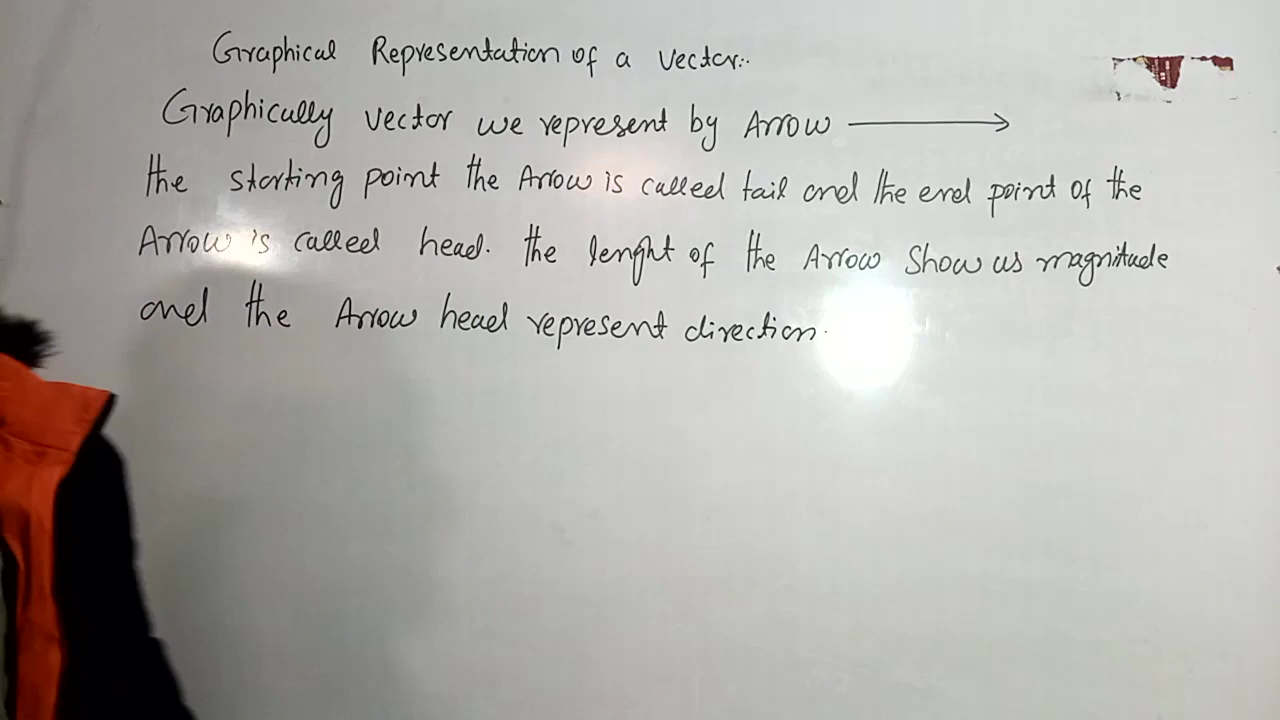 Graphical Representation of a vector:.
Graphically vector we represent by Arrow
the starting point the Arrow is called tail and the end point of the
Arrow is called head. the lenght of the Arrow Show us magnitude
and the Arrow head represent direction.